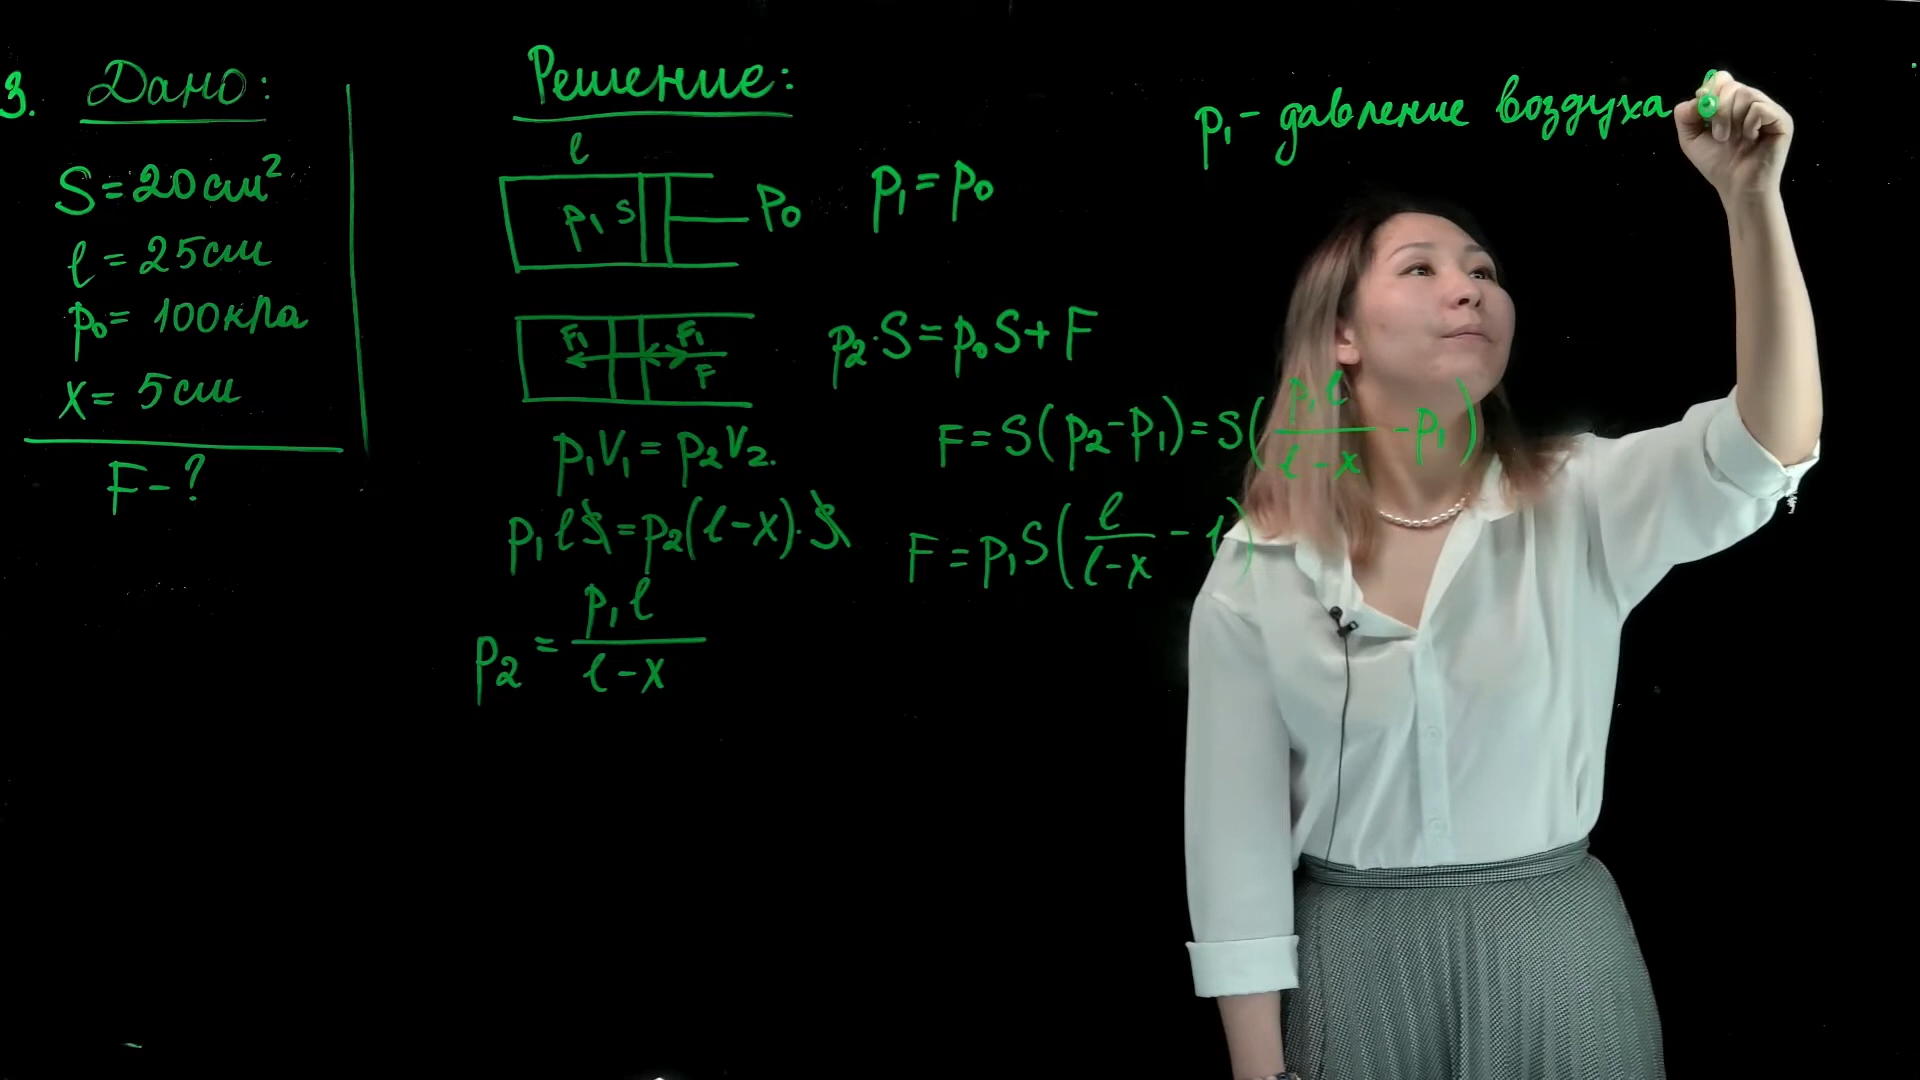 3. Дано:
S = 20 см²
l = 25 см
p₀ = 100 кПа
x = 5 см
F - ?
Решение:
l
p₁ S p₀
p₁ = p₀
F₁ F₁
F
p₂·S = p₀S + F
p₁V₁ = p₂V₂.
p₁lS = p₂(l-x)·S
p₂ = p₁l / (l-x)
F = S(p₂-p₁) = S(p₁l / (l-x) - p₁)
F = p₁S(l / (l-x) - 1)
p₁ - давление воздуха